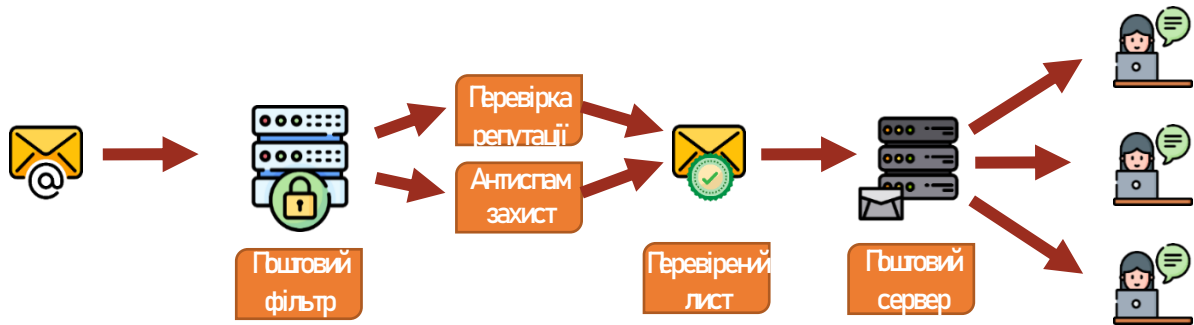 Перевірка
репутації
Антиспам
захист
Поштовий
фільтр
Перевірений
лист
Поштовий
сервер